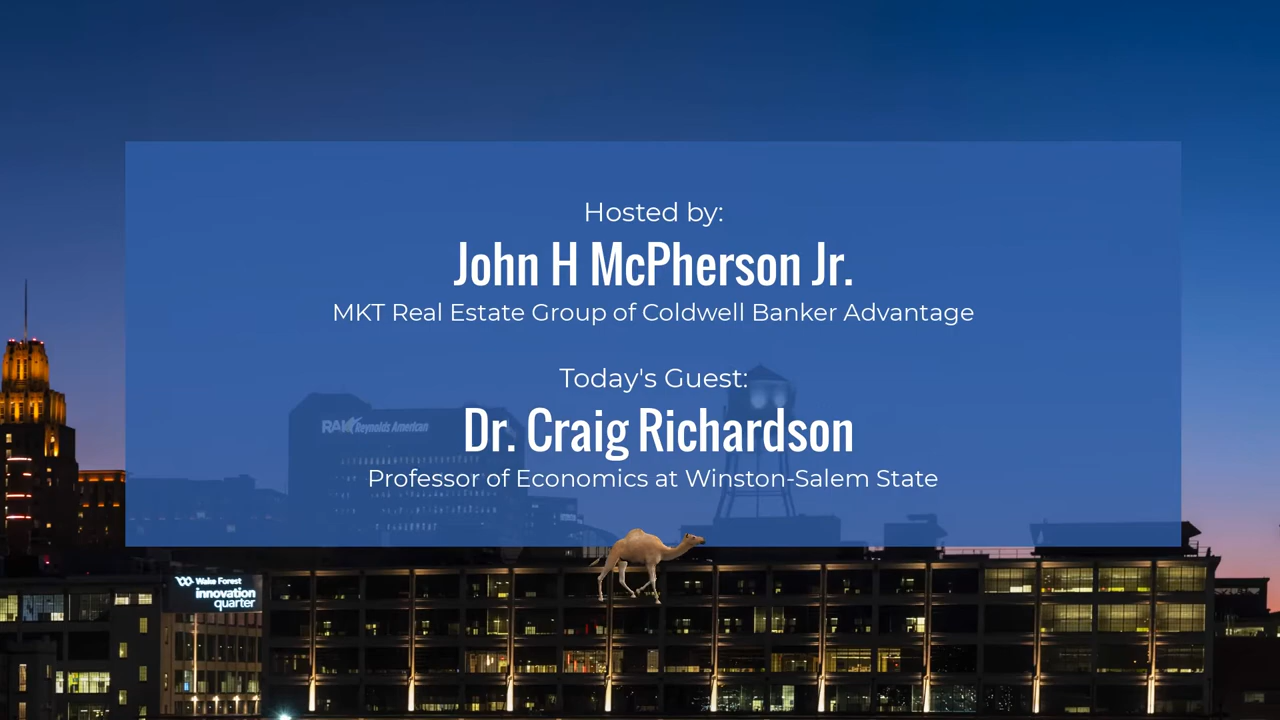 Hosted by:
John H McPherson Jr.
MKT Real Estate Group of Coldwell Banker Advantage
Today's Guest:
Dr. Craig Richardson
Professor of Economics at Winston-Salem State
RAI Reynolds American
Wake Forest
innovation
quarter